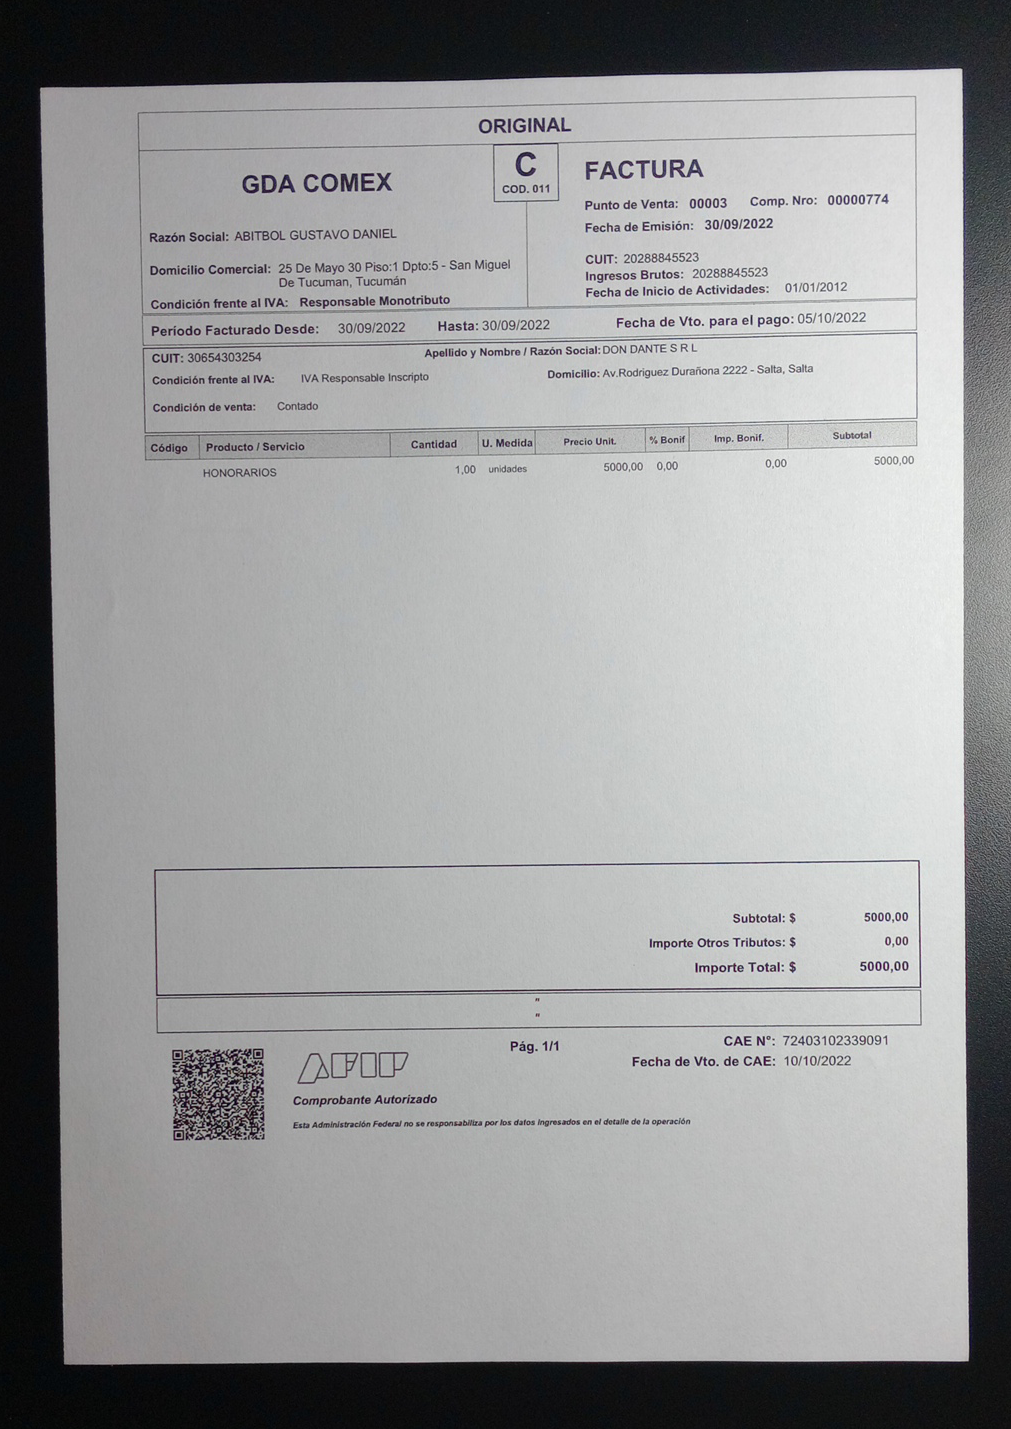 ORIGINAL
GDA COMEX
C
COD. 011
FACTURA
Punto de Venta: 00003 Comp. Nro: 00000774
Fecha de Emisión: 30/09/2022
Razón Social: ABITBOL GUSTAVO DANIEL
Domicilio Comercial: 25 De Mayo 30 Piso:1 Dpto:5 - San Miguel
De Tucuman, Tucumán
Condición frente al IVA: Responsable Monotributo
CUIT: 20288845523
Ingresos Brutos: 20288845523
Fecha de Inicio de Actividades: 01/01/2012
Período Facturado Desde: 30/09/2022 Hasta: 30/09/2022 Fecha de Vto. para el pago: 05/10/2022
CUIT: 30654303254 Apellido y Nombre / Razón Social: DON DANTE S R L
Condición frente al IVA: IVA Responsable Inscripto Domicilio: Av.Rodriguez Durañona 2222 - Salta, Salta
Condición de venta: Contado
Código Producto / Servicio Cantidad U. Medida Precio Unit. % Bonif Imp. Bonif. Subtotal
HONORARIOS 1,00 unidades 5000,00 0,00 0,00 5000,00
Subtotal: $ 5000,00
Importe Otros Tributos: $ 0,00
Importe Total: $ 5000,00
"
"
Pág. 1/1
CAE N°: 72403102339091
Fecha de Vto. de CAE: 10/10/2022
AFIP
Comprobante Autorizado
Esta Administración Federal no se responsabiliza por los datos ingresados en el detalle de la operación